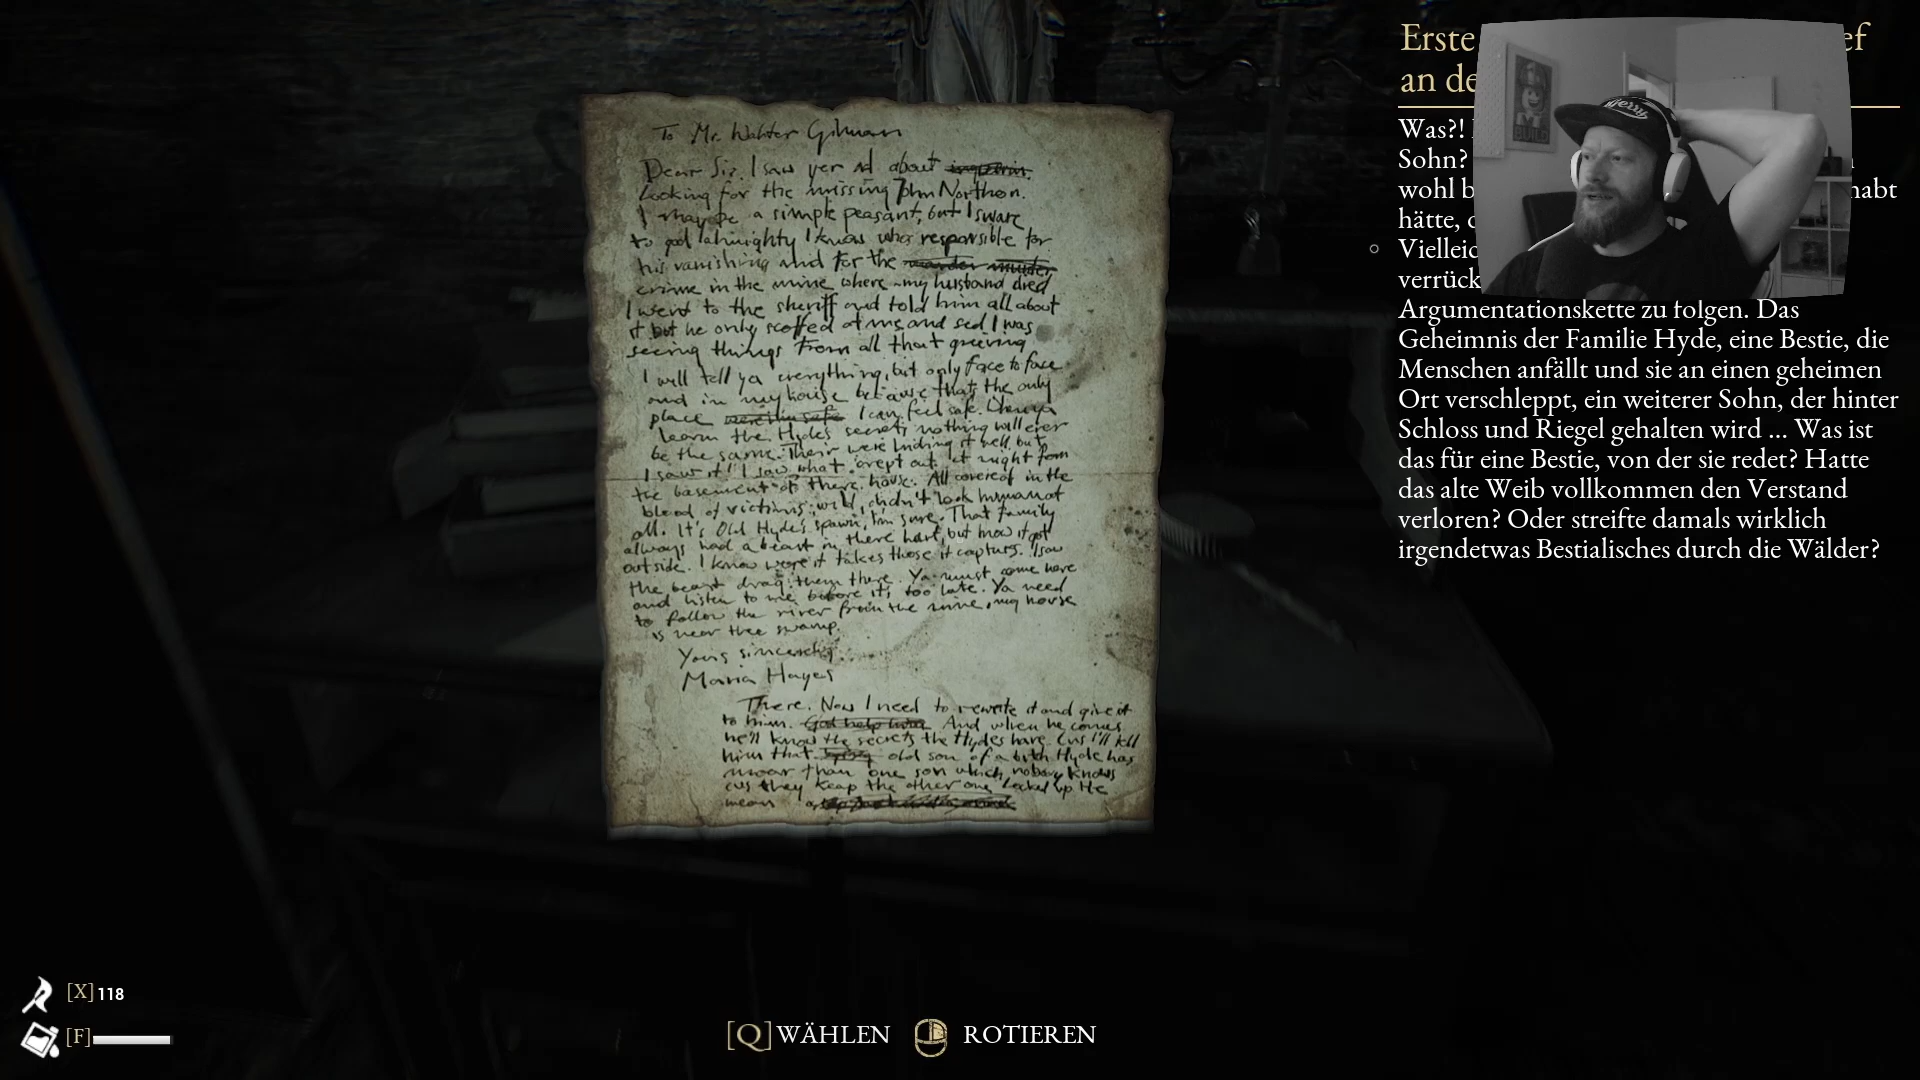 To Mr. Walter Gilman
Dear Sir. I saw yer ad about
Looking for the missing John Northon.
I may be a simple peasant, but I sware
to god lalmighty I know who responsible for
his vanishing and for the murder murder
crime in the mine where my husband died
I went to the sheriff and told him all about
it but he only scoffed at me and sed I was
seeing things from all that greeving
I will tell ya everything, but only face to face
and in my house because that's the only
place I can feel safe. Ya
learn the Hyde's secrets nothing will ever
be the same. Their were hiding it well but
I saw it! I saw what crept out at night from
the basement of there house. All covered in the
blood of victims, wild, didn't look human at
all. It's Old Hyde's spawn, I'm sure. That family
always had a beast in there hart, but now it got
outside. I know were it takes those it capturs. I saw
the beast drag them there. Ya must come here
and listen to me before it's too late. Ya need
to follow the river from the mine, my house
is near thee swamp.
Yours sincerely.
Maria Hayes
There. Now I need to rewrite it and give it
to him. God help him And when he comes
he'll know the secrets the Hydes have. Cus I'll tell
him that old son of a bitch Hyde has
moar than one son which nobody knows
cus they keap the other one locked up He
mean
Erste ef
an de
Was?!
Sohn?
wohl b habt
hätte,
Vielleic
verrück
Argumentationskette zu folgen. Das
Geheimnis der Familie Hyde, eine Bestie, die
Menschen anfällt und sie an einen geheimen
Ort verschleppt, ein weiterer Sohn, der hinter
Schloss und Riegel gehalten wird ... Was ist
das für eine Bestie, von der sie redet? Hatte
das alte Weib vollkommen den Verstand
verloren? Oder streifte damals wirklich
irgendetwas Bestialisches durch die Wälder?
[X] 118
[F]
[Q] WÄHLEN ROTIEREN